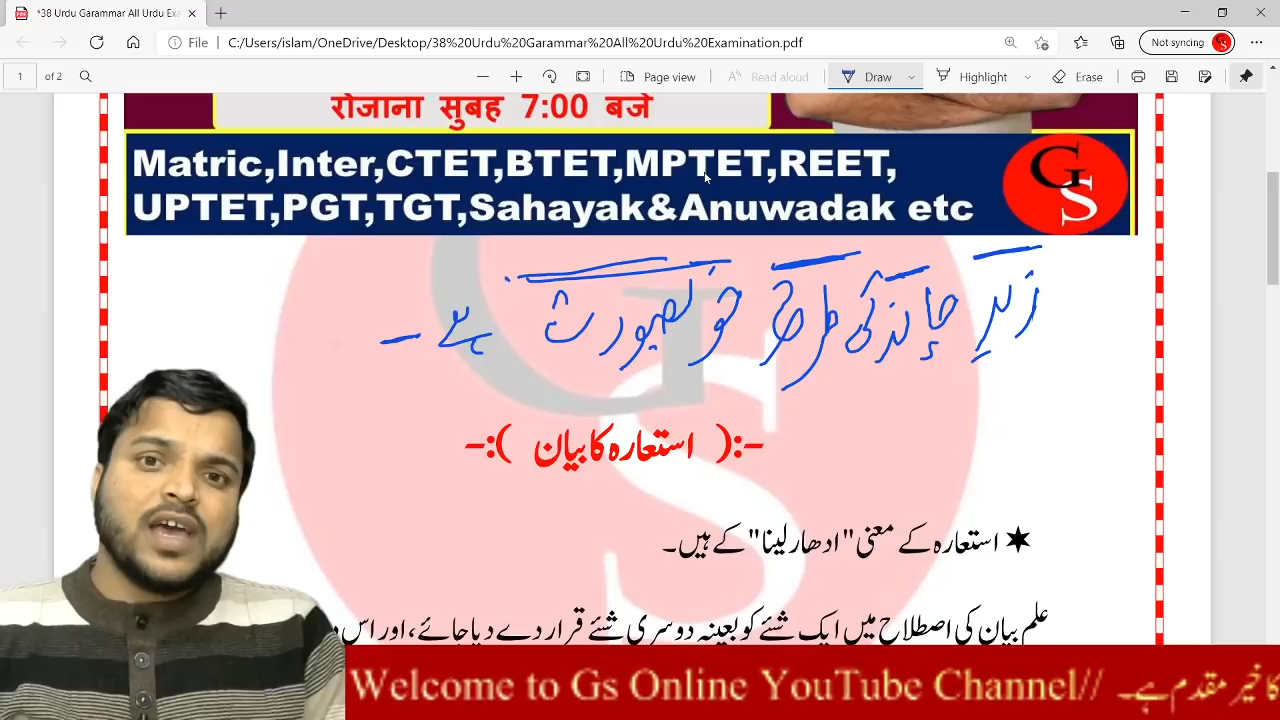 *38 Urdu Garammar All Urdu Exa
File C:/Users/islam/OneDrive/Desktop/38%20Urdu%20Garammar%20All%20Urdu%20Examination.pdf
Not syncing
1 of 2 Page view Read aloud Draw Highlight Erase
रोजाना सुबह 7:00 बजे
Matric,Inter,CTET,BTET,MPTET,REET,
UPTET,PGT,TGT,Sahayak&Anuwadak etc
GS
زید چاند کی طرح خوبصورت ہے۔
-:( استعارہ کا بیان ):-
★ استعارہ کے معنی "ادھار لینا" کے ہیں۔
علم بیان کی اصطلاح میں ایک شئے کو بعینہ دوسری شئے قرار دے دیا جائے، اور اس
Welcome to Gs Online YouTube Channel// کا خیر مقدم ہے۔